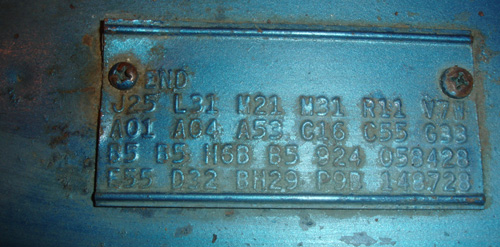 END
J25 L31 M21 M31 R11
A01 A04 A53 C16 C55 G33
B5 B5 H6B B5 924 053423
E55 D32 BH29 P9B 148723